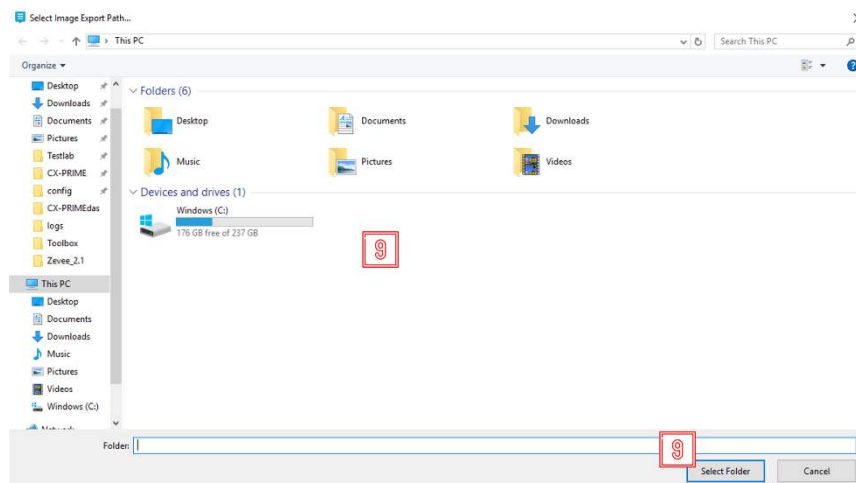 Select Image Export Path...
This PC
Search This PC
Organize
Desktop
Downloads
Documents
Pictures
Testlab
CX-PRIME
config
CX-PRIMEdas
logs
Toolbox
Zevee_2.1
This PC
Desktop
Documents
Downloads
Music
Pictures
Videos
Windows (C:)
Network
Folders (6)
Desktop
Documents
Downloads
Music
Pictures
Videos
Devices and drives (1)
Windows (C:)
176 GB free of 237 GB
9
Folder:
9
Select Folder
Cancel